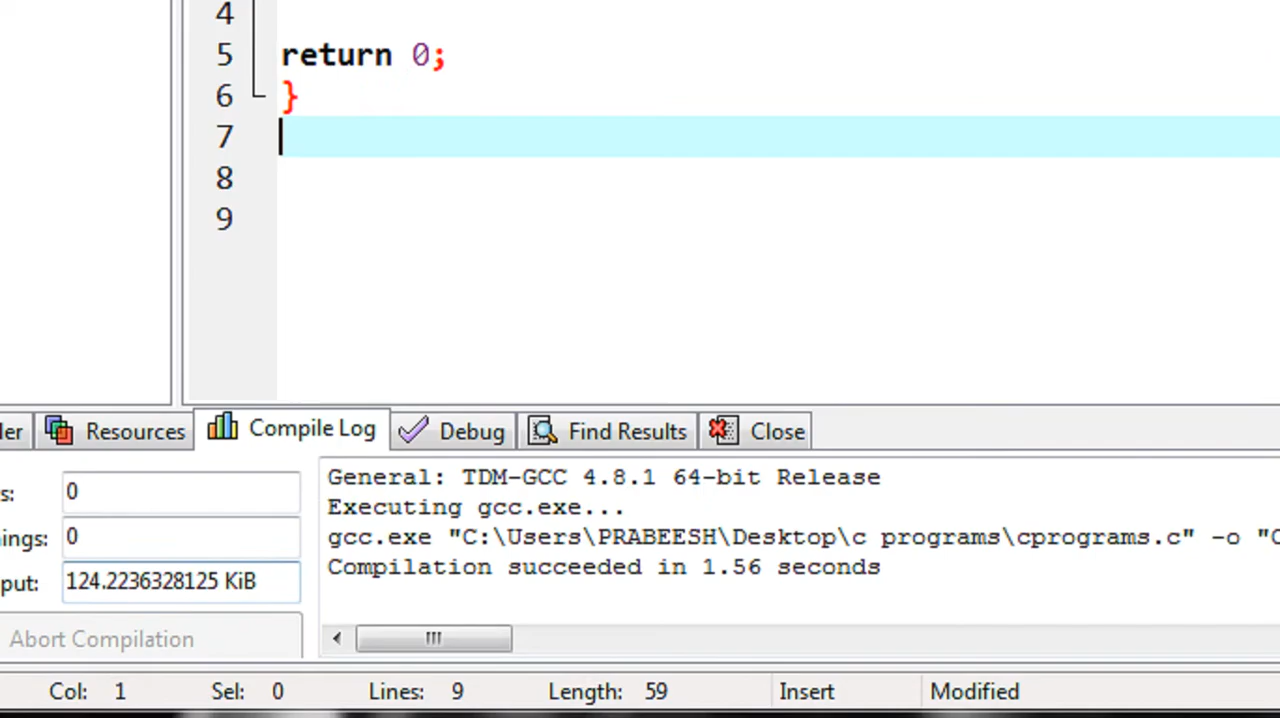 4
5 return 0;
6 }
7
8
9
ler Resources Compile Log Debug Find Results Close
s: 0
nings: 0
put: 124.2236328125 KiB
Abort Compilation
General: TDM-GCC 4.8.1 64-bit Release
Executing gcc.exe...
gcc.exe "C:\Users\PRABEESH\Desktop\c programs\cprograms.c" -o "C
Compilation succeeded in 1.56 seconds
Col: 1 Sel: 0 Lines: 9 Length: 59 Insert Modified